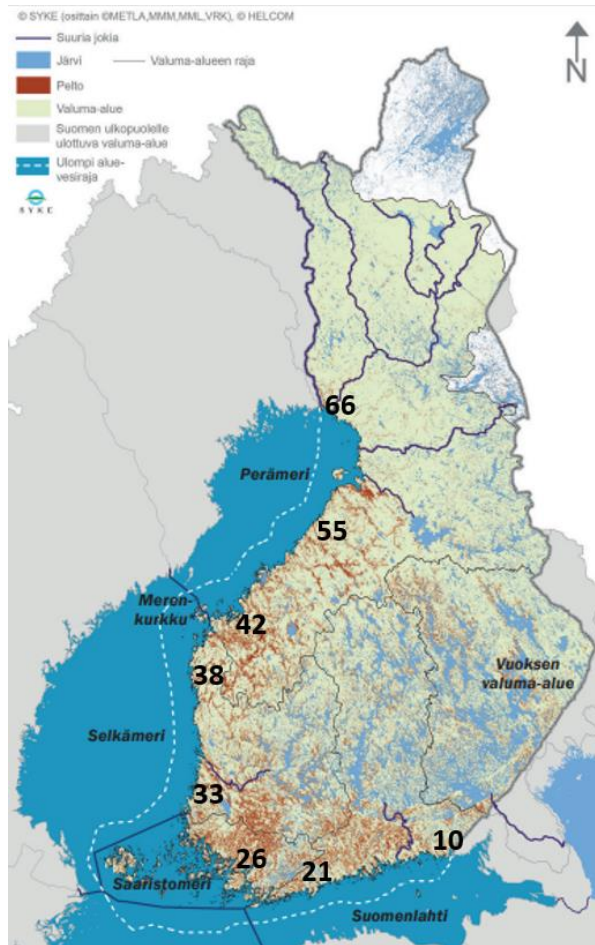 © SYKE (osittain ©METLA,MMM,MML,VRK), © HELCOM
Suuria jokia
Järvi
Valuma-alueen raja
Pelto
Valuma-alue
Suomen ulkopuolelle
ulottuva valuma-alue
Ulompi alue-
vesiraja
SYKE
N
66
Perämeri
55
Meren-
kurkku
42
38
Vuoksen
valuma-alue
Selkämeri
33
10
26
21
Saaristomeri
Suomenlahti